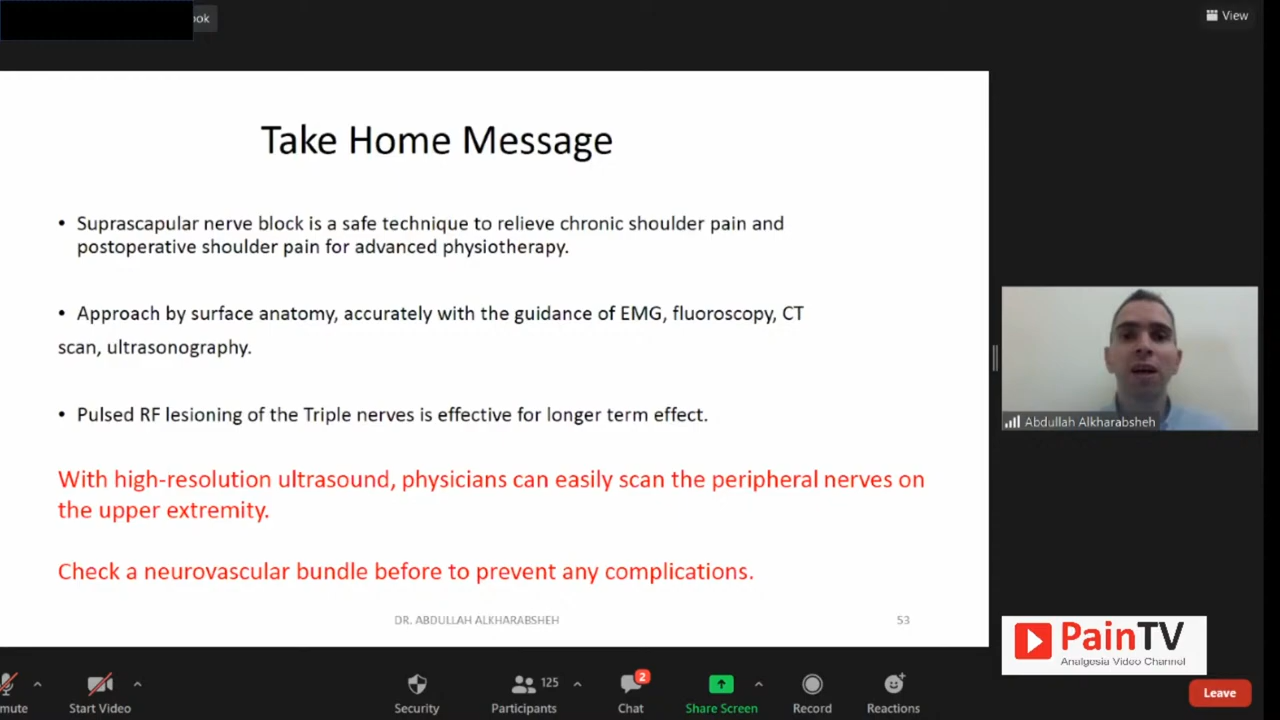 ook
View
Take Home Message
• Suprascapular nerve block is a safe technique to relieve chronic shoulder pain and
postoperative shoulder pain for advanced physiotherapy.
• Approach by surface anatomy, accurately with the guidance of EMG, fluoroscopy, CT
scan, ultrasonography.
• Pulsed RF lesioning of the Triple nerves is effective for longer term effect.
With high-resolution ultrasound, physicians can easily scan the peripheral nerves on
the upper extremity.
Check a neurovascular bundle before to prevent any complications.
DR. ABDULLAH ALKHARABSHEH
53
Abdullah Alkharabsheh
PainTV
Analgesia Video Channel
mute
Start Video
Security
125
Participants
2
Chat
Share Screen
Record
Reactions
Leave